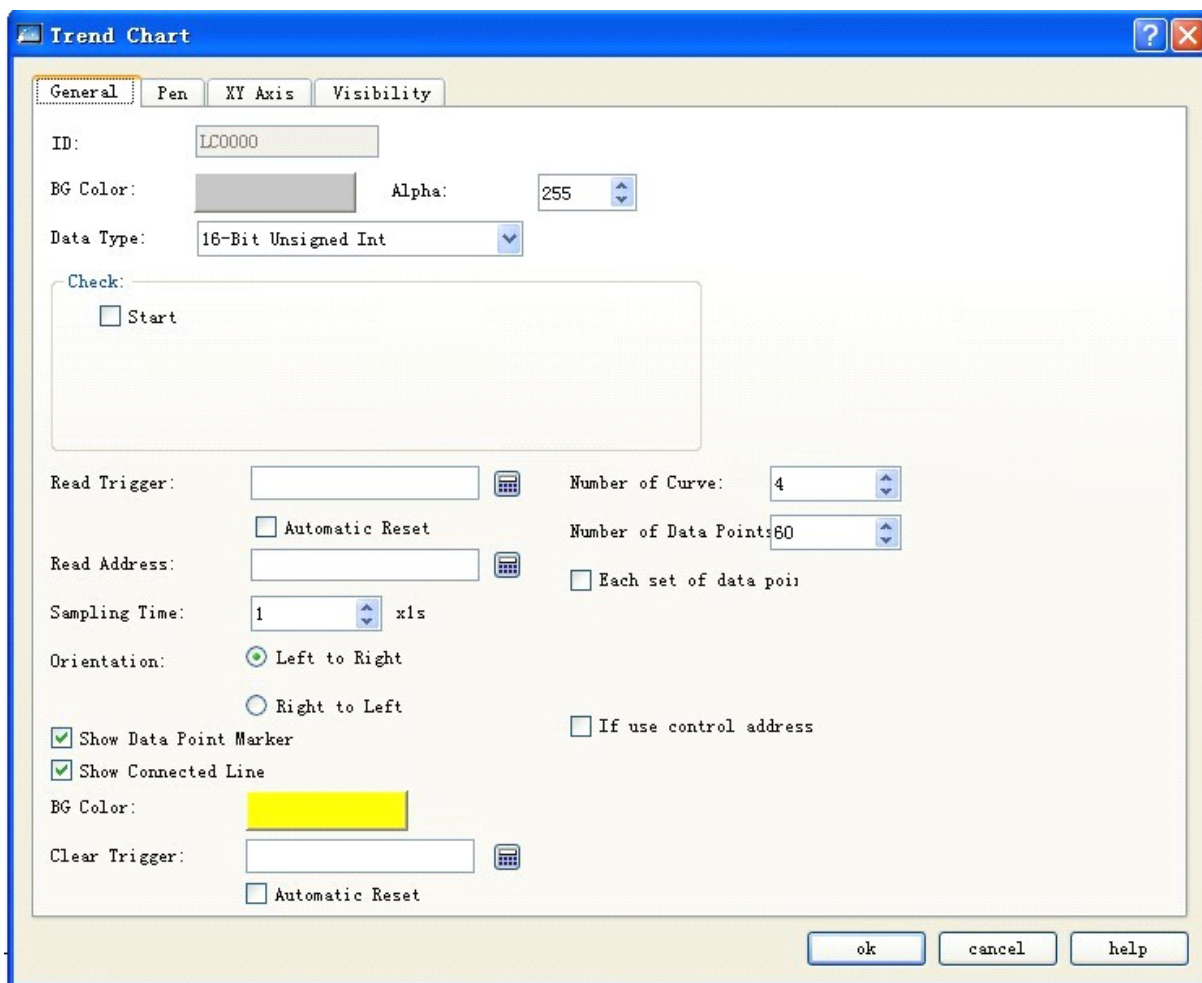 Trend Chart
General Pen XY Axis Visibility
ID: LC0000
BG Color: Alpha: 255
Data Type: 16-Bit Unsigned Int
Check:
Start
Read Trigger: Number of Curve: 4
Automatic Reset Number of Data Points 60
Read Address:
Each set of data poi
Sampling Time: 1 x1s
Orientation: Left to Right
Right to Left
If use control address
Show Data Point Marker
Show Connected Line
BG Color:
Clear Trigger:
Automatic Reset
ok cancel help